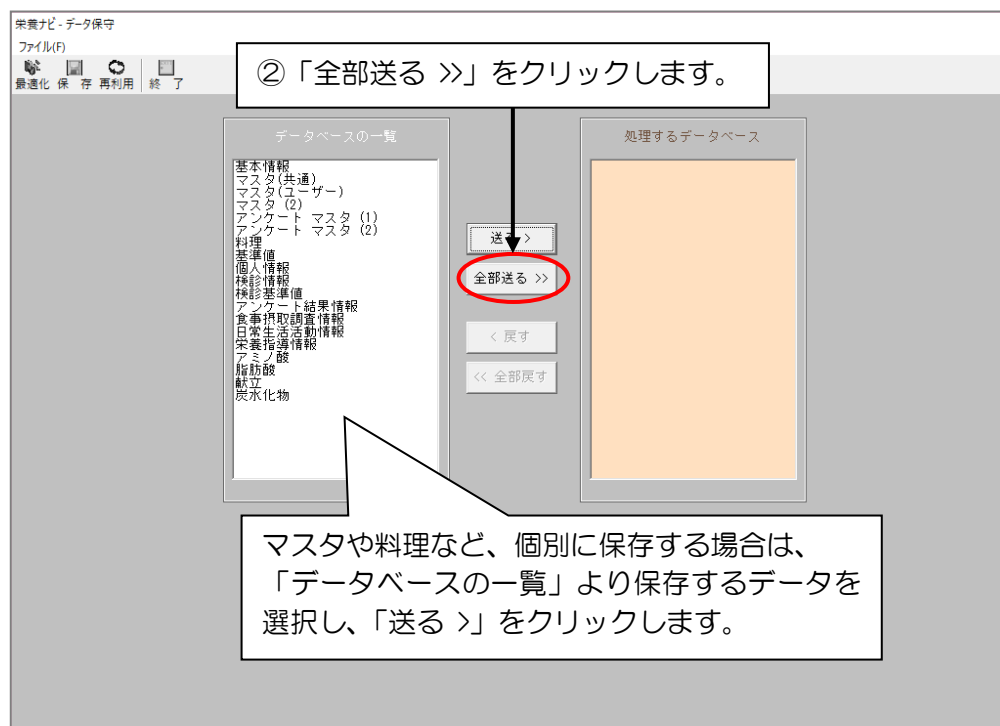 栄養ナビ - データ保守
ファイル(F)
最適化 保 存 再利用 終 了
②「全部送る >>」をクリックします。
データベースの一覧
処理するデータベース
基本情報
マスタ(共通)
マスタ(ユーザー)
マスタ (2)
アンケート マスタ (1)
アンケート マスタ (2)
料理
基準値
個人情報
検診情報
検診基準値
アンケート結果情報
食事摂取調査情報
日常生活活動情報
栄養指導情報
アミノ酸
脂肪酸
献立
炭水化物
送る >
全部送る >>
< 戻す
<< 全部戻す
マスタや料理など、個別に保存する場合は、
「データベースの一覧」より保存するデータを
選択し、「送る >」をクリックします。